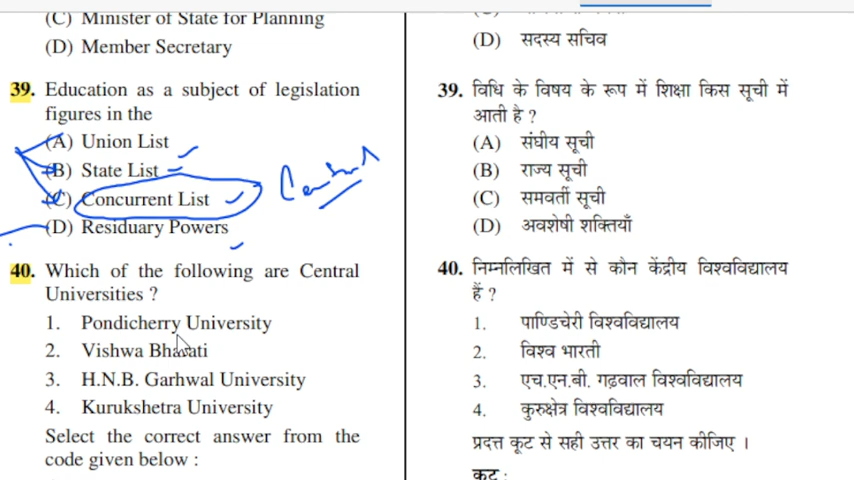 (C) Minister of State for Planning
(D) Member Secretary
39. Education as a subject of legislation
figures in the
(A) Union List
(B) State List
(C) Concurrent List
(D) Residuary Powers
40. Which of the following are Central
Universities ?
1. Pondicherry University
2. Vishwa Bharati
3. H.N.B. Garhwal University
4. Kurukshetra University
Select the correct answer from the
code given below :
(D) सदस्य सचिव
39. विधि के विषय के रूप में शिक्षा किस सूची में
आती है ?
(A) संघीय सूची
(B) राज्य सूची
(C) समवर्ती सूची
(D) अवशेषी शक्तियाँ
40. निम्नलिखित में से कौन केंद्रीय विश्वविद्यालय
हैं ?
1. पाण्डिचेरी विश्वविद्यालय
2. विश्व भारती
3. एच.एन.बी. गढ़वाल विश्वविद्यालय
4. कुरुक्षेत्र विश्वविद्यालय
प्रदत्त कूट से सही उत्तर का चयन कीजिए ।
कूट :